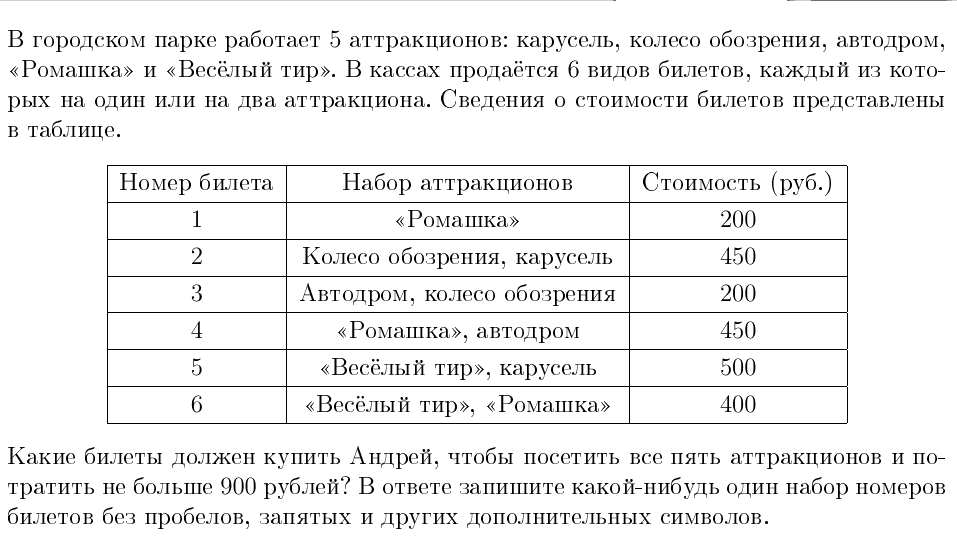 В городском парке работает 5 аттракционов: карусель, колесо обозрения, автодром,
«Ромашка» и «Весёлый тир». В кассах продаётся 6 видов билетов, каждый из кото-
рых на один или на два аттракциона. Сведения о стоимости билетов представлены
в таблице.
Номер билета Набор аттракционов Стоимость (руб.)
1 «Ромашка» 200
2 Колесо обозрения, карусель 450
3 Автодром, колесо обозрения 200
4 «Ромашка», автодром 450
5 «Весёлый тир», карусель 500
6 «Весёлый тир», «Ромашка» 400
Какие билеты должен купить Андрей, чтобы посетить все пять аттракционов и по-
тратить не больше 900 рублей? В ответе запишите какой-нибудь один набор номеров
билетов без пробелов, запятых и других дополнительных символов.